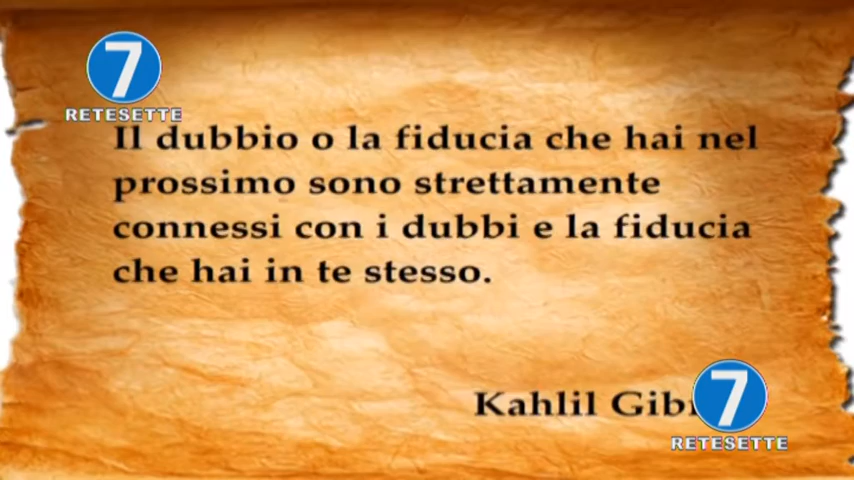 7
RETESETTE
Il dubbio o la fiducia che hai nel
prossimo sono strettamente
connessi con i dubbi e la fiducia
che hai in te stesso.
Kahlil
7
RETESETTE